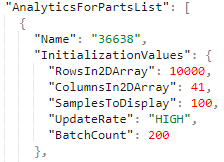 "AnalyticsForPartsList": [
{
"Name": "36638",
"InitializationValues": {
"RowsIn2DArray": 10000,
"ColumnsIn2DArray": 41,
"SamplesToDisplay": 100,
"UpdateRate": "HIGH",
"BatchCount": 200
},